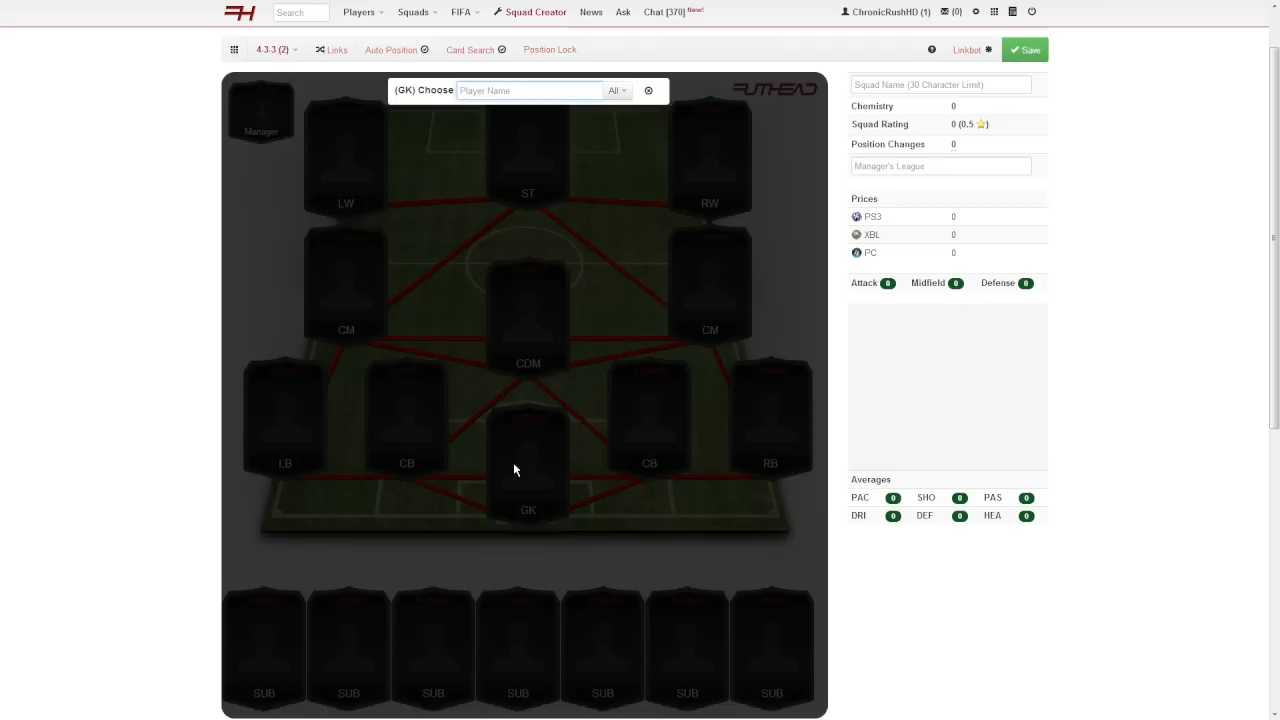 FH Search Players Squads FIFA Squad Creator News Ask Chat [370] New! ChronicRushHD (1) (0)
4-3-3 (2) Links Auto Position Card Search Position Lock Linkbot Save
(GK) Choose Player Name All
FUTHEAD
Manager
LW ST RW
CM CDM CM
LB CB GK CB RB
SUB SUB SUB SUB SUB SUB SUB
Squad Name (30 Character Limit)
Chemistry 0
Squad Rating 0 (0.5 )
Position Changes 0
Manager's League
Prices
PS3 0
XBL 0
PC 0
Attack 0 Midfield 0 Defense 0
Averages
PAC 0 SHO 0 PAS 0
DRI 0 DEF 0 HEA 0